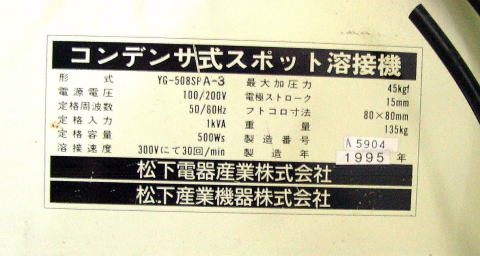 コンデンサ式スポット溶接機
形式 YG-508SPA-3 最大加圧力 45kgf
電源電圧 100/200V 電極ストローク 15mm
定格周波数 50/60Hz フトコロ寸法 80×80mm
定格入力 1kVA 重量 135kg
定格容量 500Ws 製造番号 A5904
溶接速度 300Vにて30回/min 製造年 1995年
松下電器産業株式会社
松下産業機器株式会社